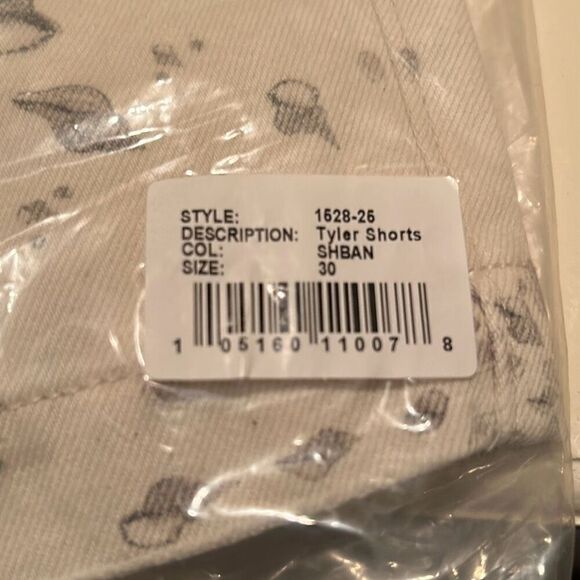 STYLE: 1528-25
DESCRIPTION: Tyler Shorts
COL: SHBAN
SIZE: 30
1 05160 11007 8